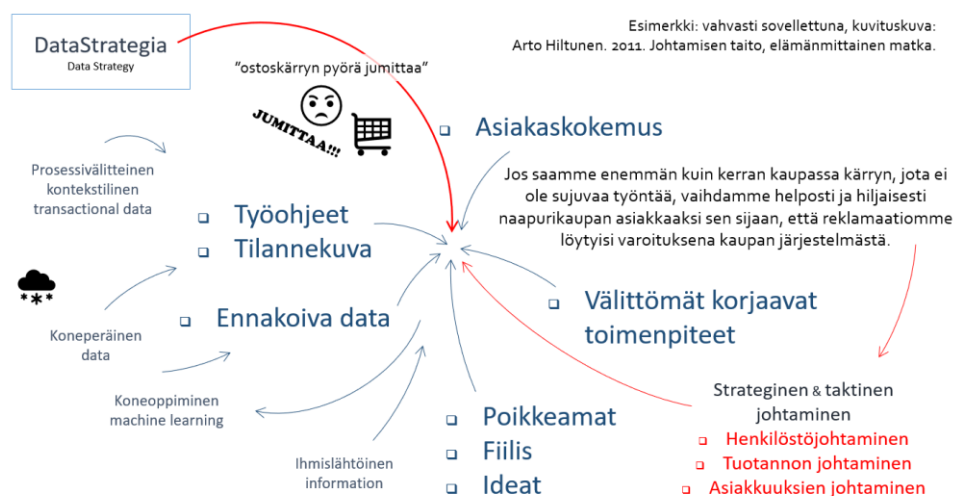 DataStrategia
Data Strategy
Esimerkki: vahvasti sovellettuna, kuvituskuva:
Arto Hiltunen. 2011. Johtamisen taito, elämänmittainen matka.
"ostoskärryn pyörä jumittaa"
JUMITTAA!!!
Asiakaskokemus
Prosessivälitteinen
kontekstilinen
transactional data
Jos saamme enemmän kuin kerran kaupassa kärryn, jota ei
ole sujuvaa työntää, vaihdamme helposti ja hiljaisesti
naapurikaupan asiakkaaksi sen sijaan, että reklamaatiomme
löytyisi varoituksena kaupan järjestelmästä.
Työohjeet
Tilannekuva
Ennakoiva data
Välittömät korjaavat
toimenpiteet
Koneperäinen
data
Koneoppiminen
machine learning
Ihmislähtöinen
information
Poikkeamat
Fiilis
Ideat
Strateginen & taktinen
johtaminen
Henkilöstöjohtaminen
Tuotannon johtaminen
Asiakkuuksien johtaminen